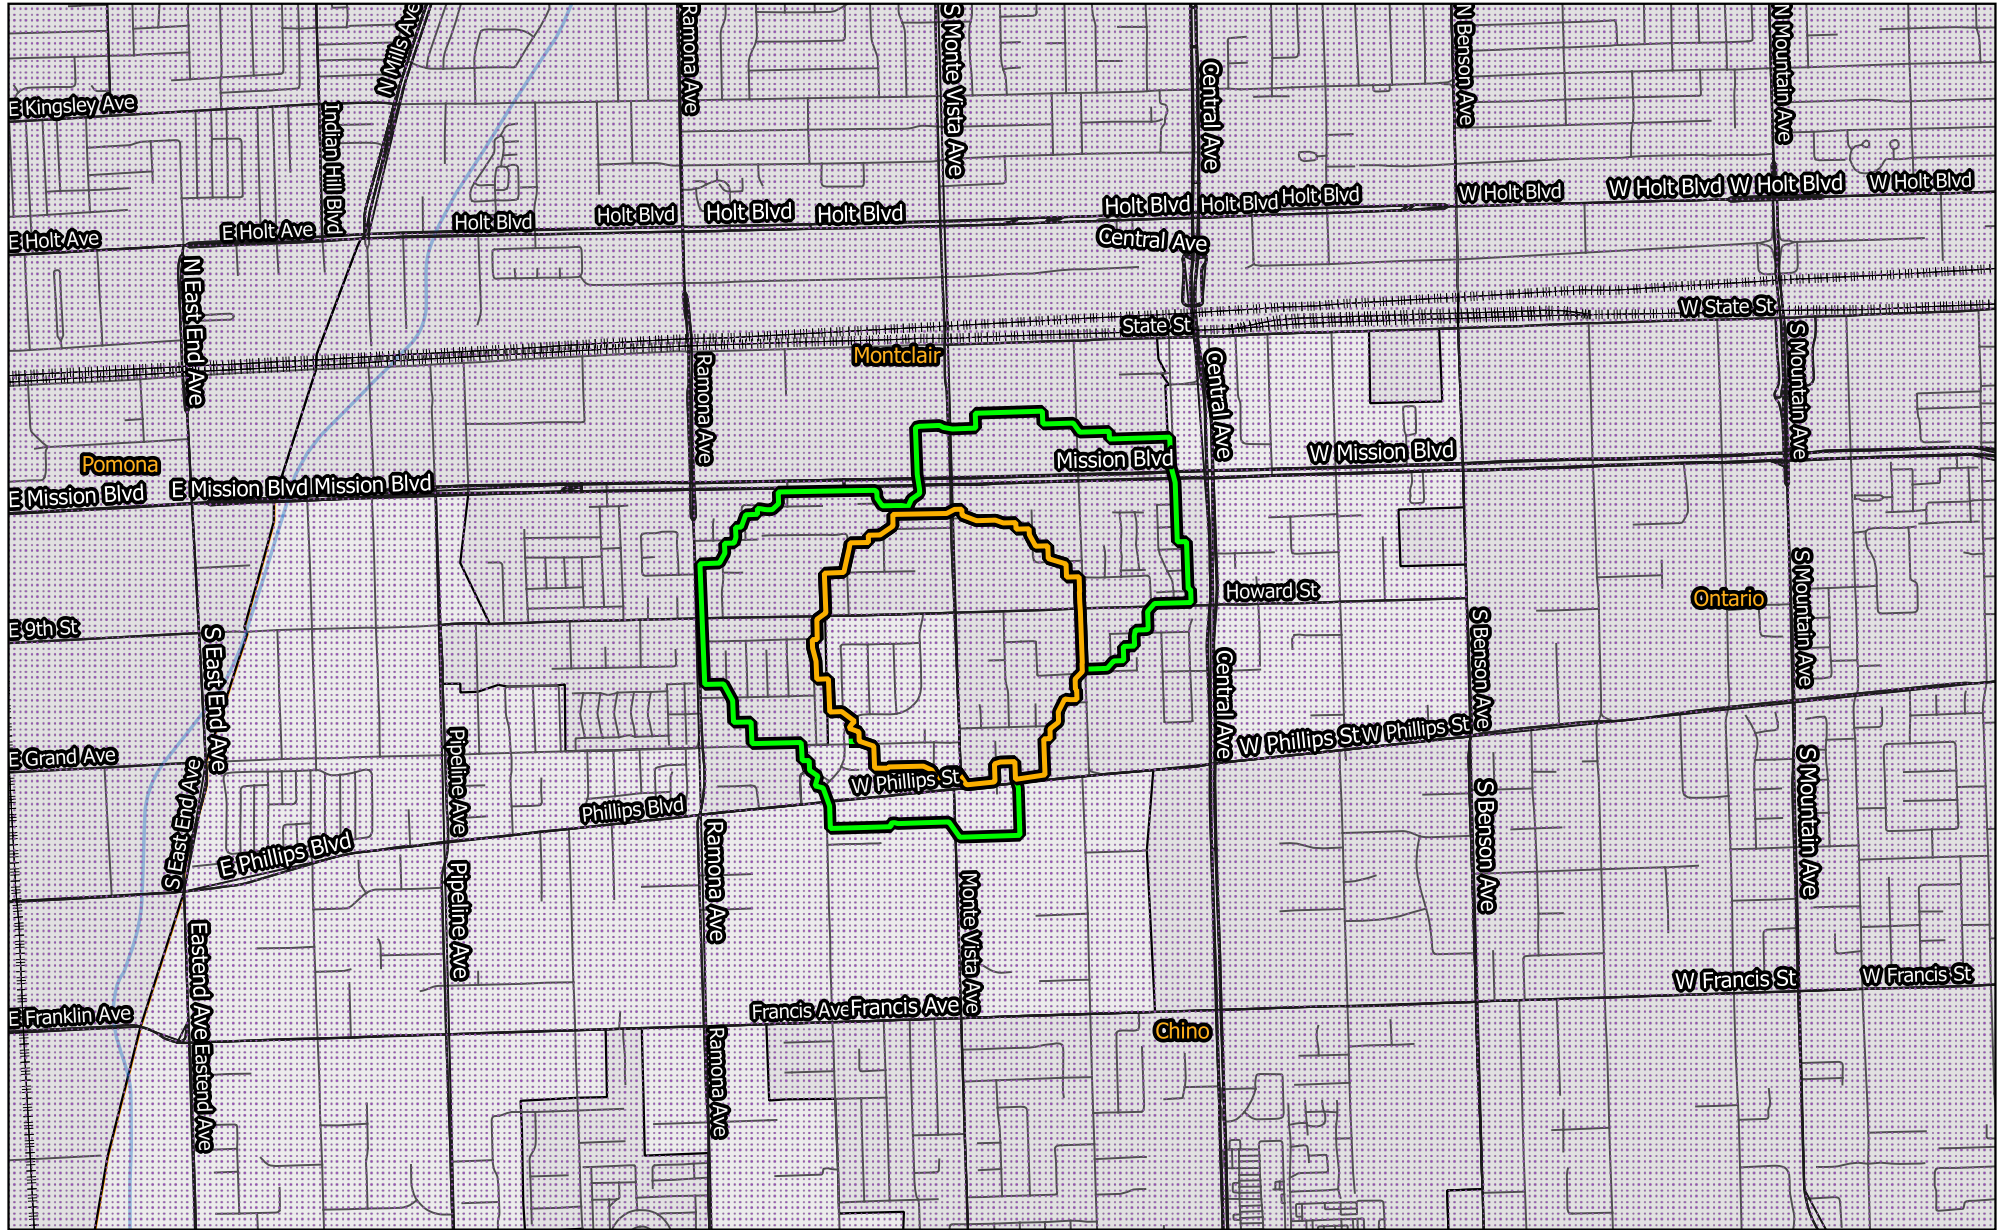 N Mills Ave
Ramona Ave
S Monte Vista Ave
Central Ave
N Benson Ave
N Mountain Ave
E Kingsley Ave
Indian Hill Blvd
E Holt Ave
E Holt Ave
Holt Blvd
Holt Blvd
Holt Blvd
Holt Blvd
Holt Blvd
Holt Blvd
Holt Blvd
W Holt Blvd
W Holt Blvd
W Holt Blvd
W Holt Blvd
Central Ave
N East End Ave
State St
W State St
Montclair
Ramona Ave
Central Ave
S Mountain Ave
Pomona
E Mission Blvd
E Mission Blvd
Mission Blvd
Mission Blvd
W Mission Blvd
Howard St
Ontario
S Mountain Ave
E 9th St
S East End Ave
Central Ave
S Benson Ave
E Grand Ave
S East End Ave
Pipeline Ave
W Phillips St
W Phillips St
W Phillips St
Phillips Blvd
E Phillips Blvd
S Mountain Ave
S Benson Ave
Ramona Ave
Pipeline Ave
Monte Vista Ave
Eastend Ave
E Franklin Ave
Francis Ave
Francis Ave
W Francis St
W Francis St
Chino
Ramona Ave
Eastend Ave